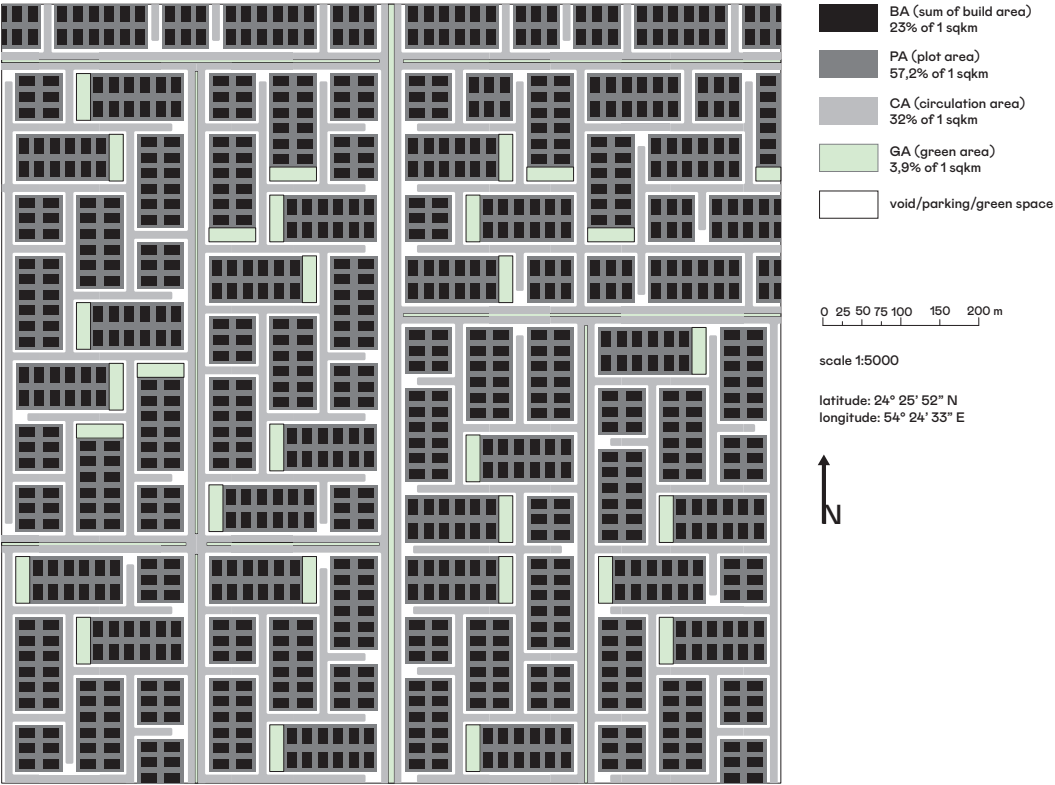 BA (sum of build area)
23% of 1 sqkm
PA (plot area)
57,2% of 1 sqkm
CA (circulation area)
32% of 1 sqkm
GA (green area)
3,9% of 1 sqkm
void/parking/green space
0 25 50 75 100 150 200 m
scale 1:5000
latitude: 24° 25’ 52” N
longitude: 54° 24’ 33” E
N